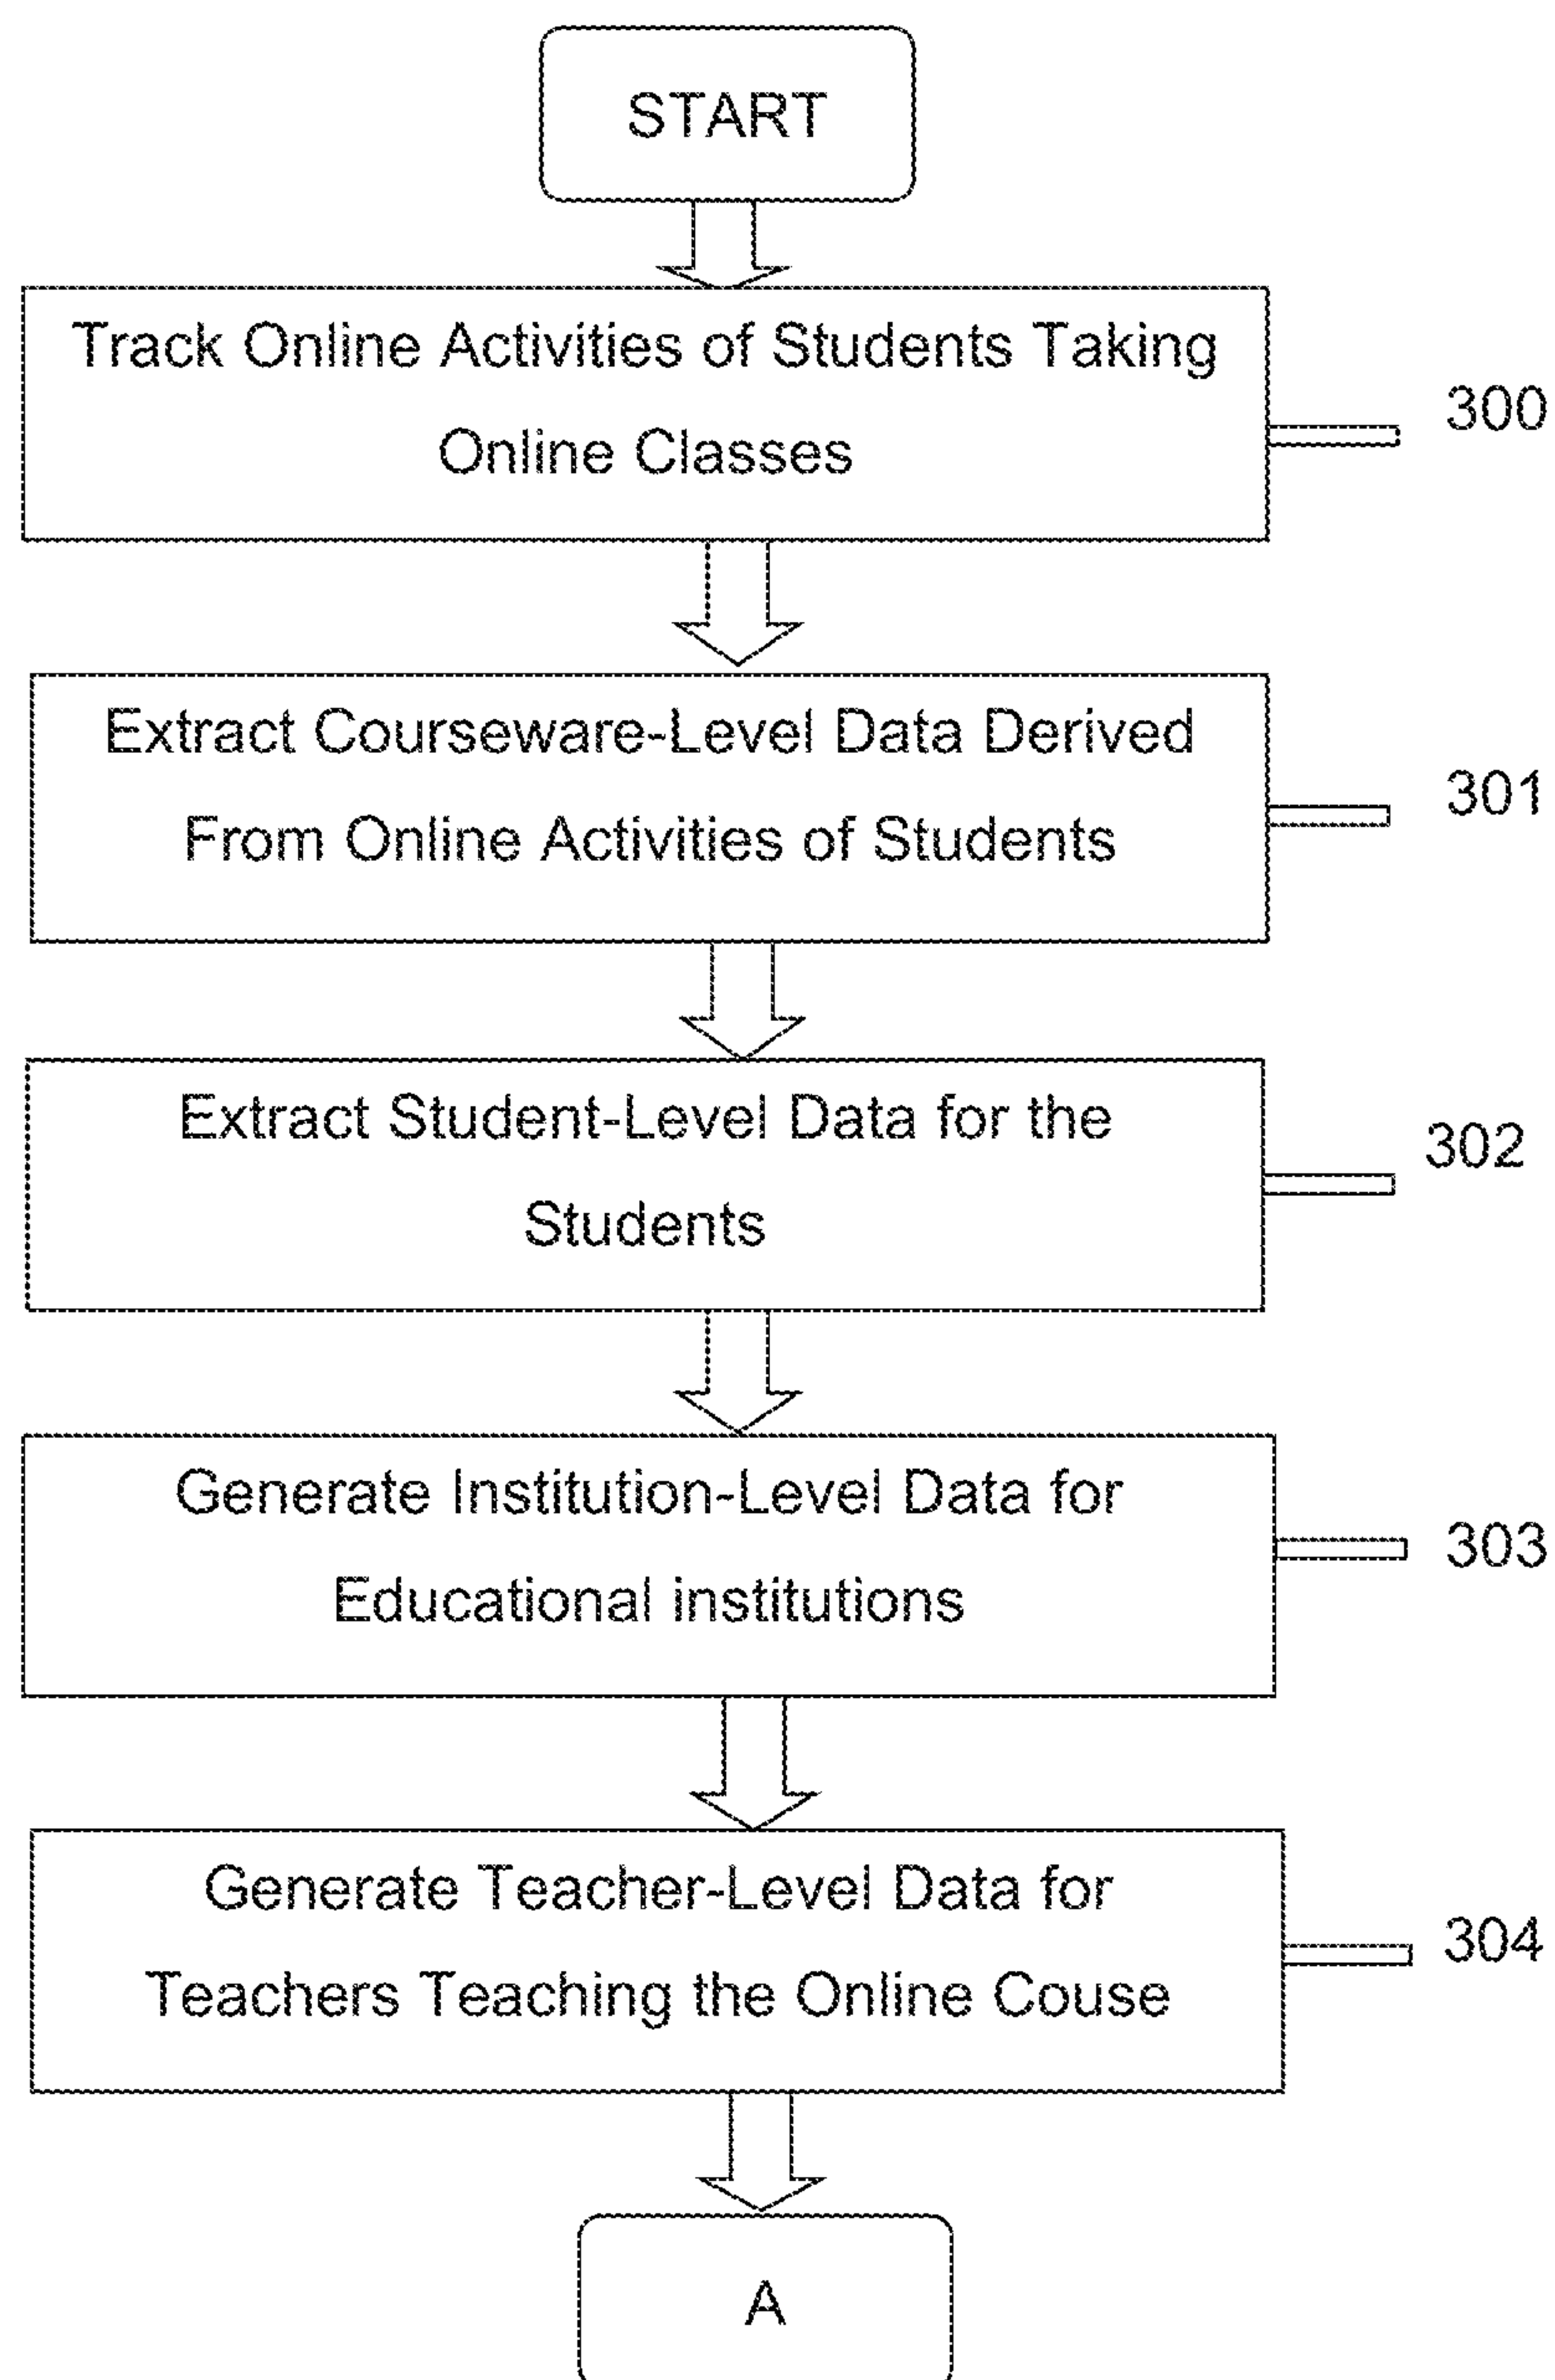 START
Track Online Activities of Students Taking
Online Classes
300
Extract Courseware-Level Data Derived
From Online Activities of Students
301
Extract Student-Level Data for the
Students
302
Generate Institution-Level Data for
Educational institutions
303
Generate Teacher-Level Data for
Teachers Teaching the Online Couse
304
A